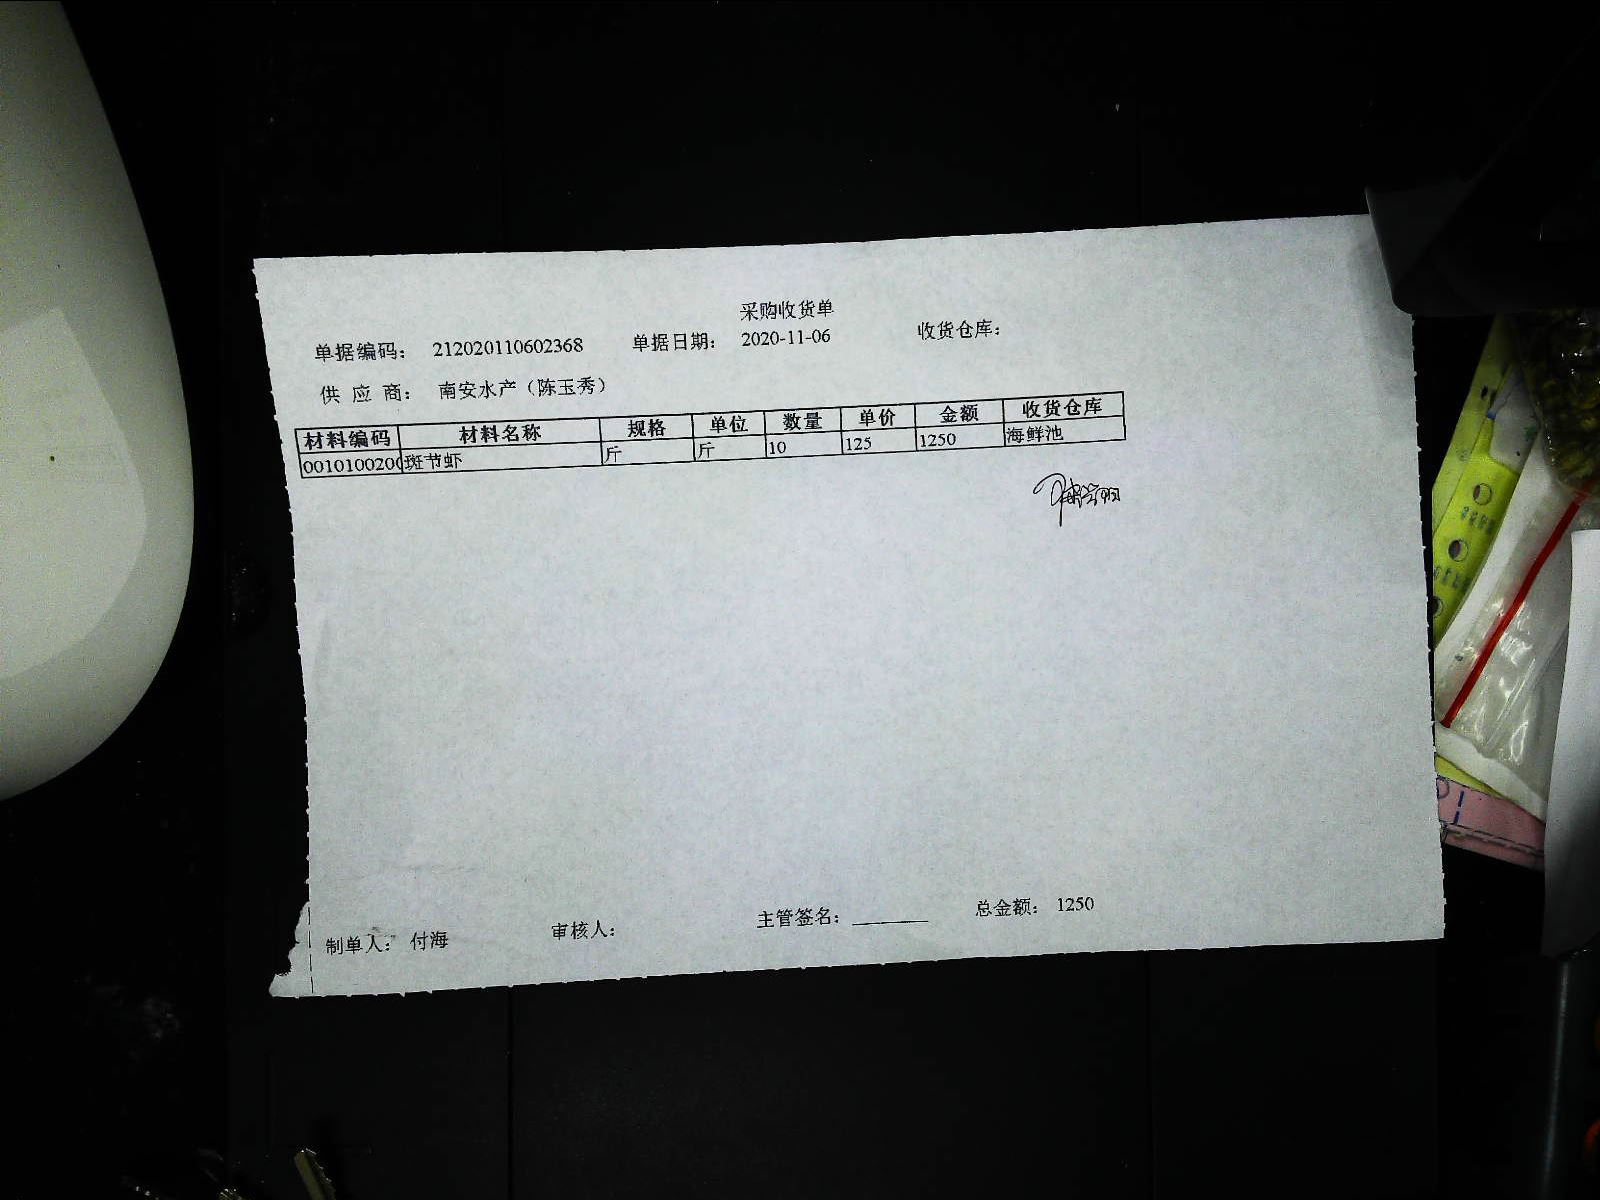 采购收货单
单据编码： 212020110602368 单据日期： 2020-11-06 收货仓库：
供 应 商： 南安水产（陈玉秀）
材料编码 材料名称 规格 单位 数量 单价 金额 收货仓库
0010100200 斑节虾 斤 斤 10 125 1250 海鲜池
制单人： 付海 审核人： 主管签名： 总金额： 1250